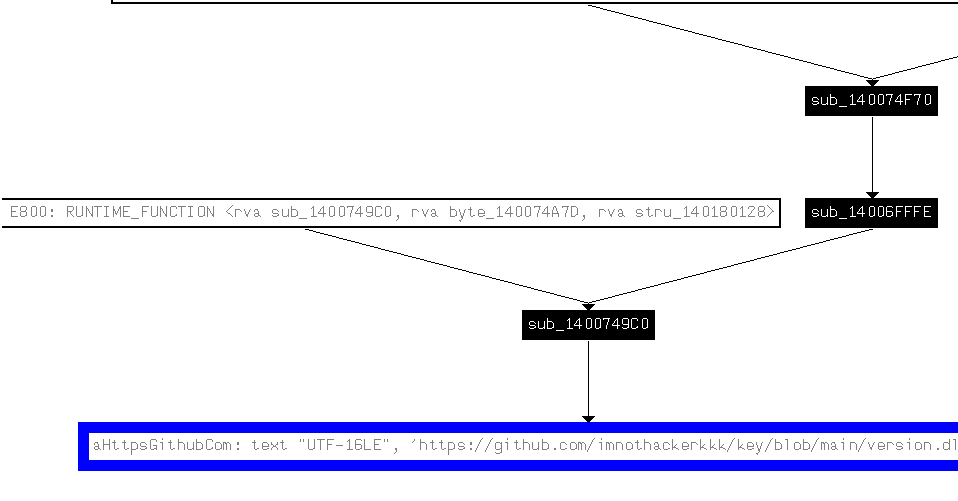 sub_140074F70
E800: RUNTIME_FUNCTION <rva sub_1400749C0, rva byte_140074A7D, rva stru_140180128>
sub_14006FFFE
sub_1400749C0
aHttpsGithubCom: text "UTF-16LE", 'https://github.com/imnothackerkkk/key/blob/main/version.dl